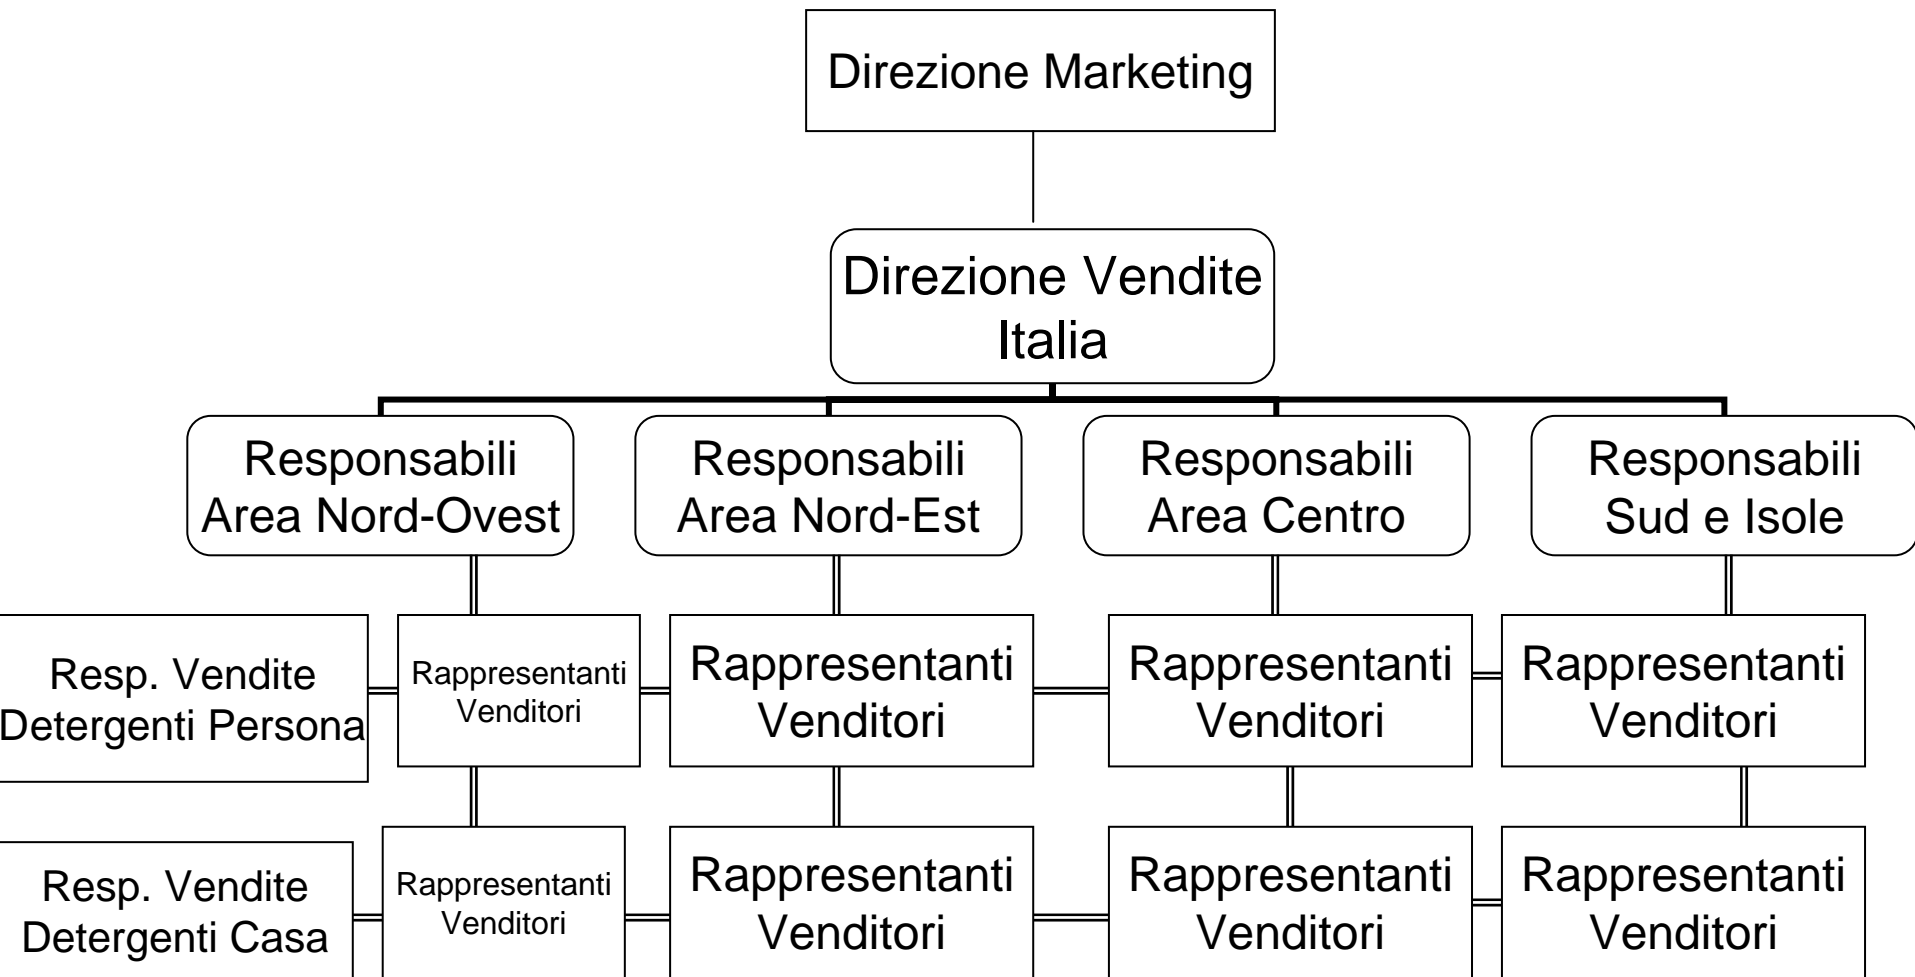 Direzione Marketing
Direzione Vendite
Italia
Responsabili
Area Nord-Ovest
Responsabili
Area Nord-Est
Responsabili
Area Centro
Responsabili
Sud e Isole
Resp. Vendite
Detergenti Persona
Rappresentanti
Venditori
Rappresentanti
Venditori
Rappresentanti
Venditori
Rappresentanti
Venditori
Resp. Vendite
Detergenti Casa
Rappresentanti
Venditori
Rappresentanti
Venditori
Rappresentanti
Venditori
Rappresentanti
Venditori